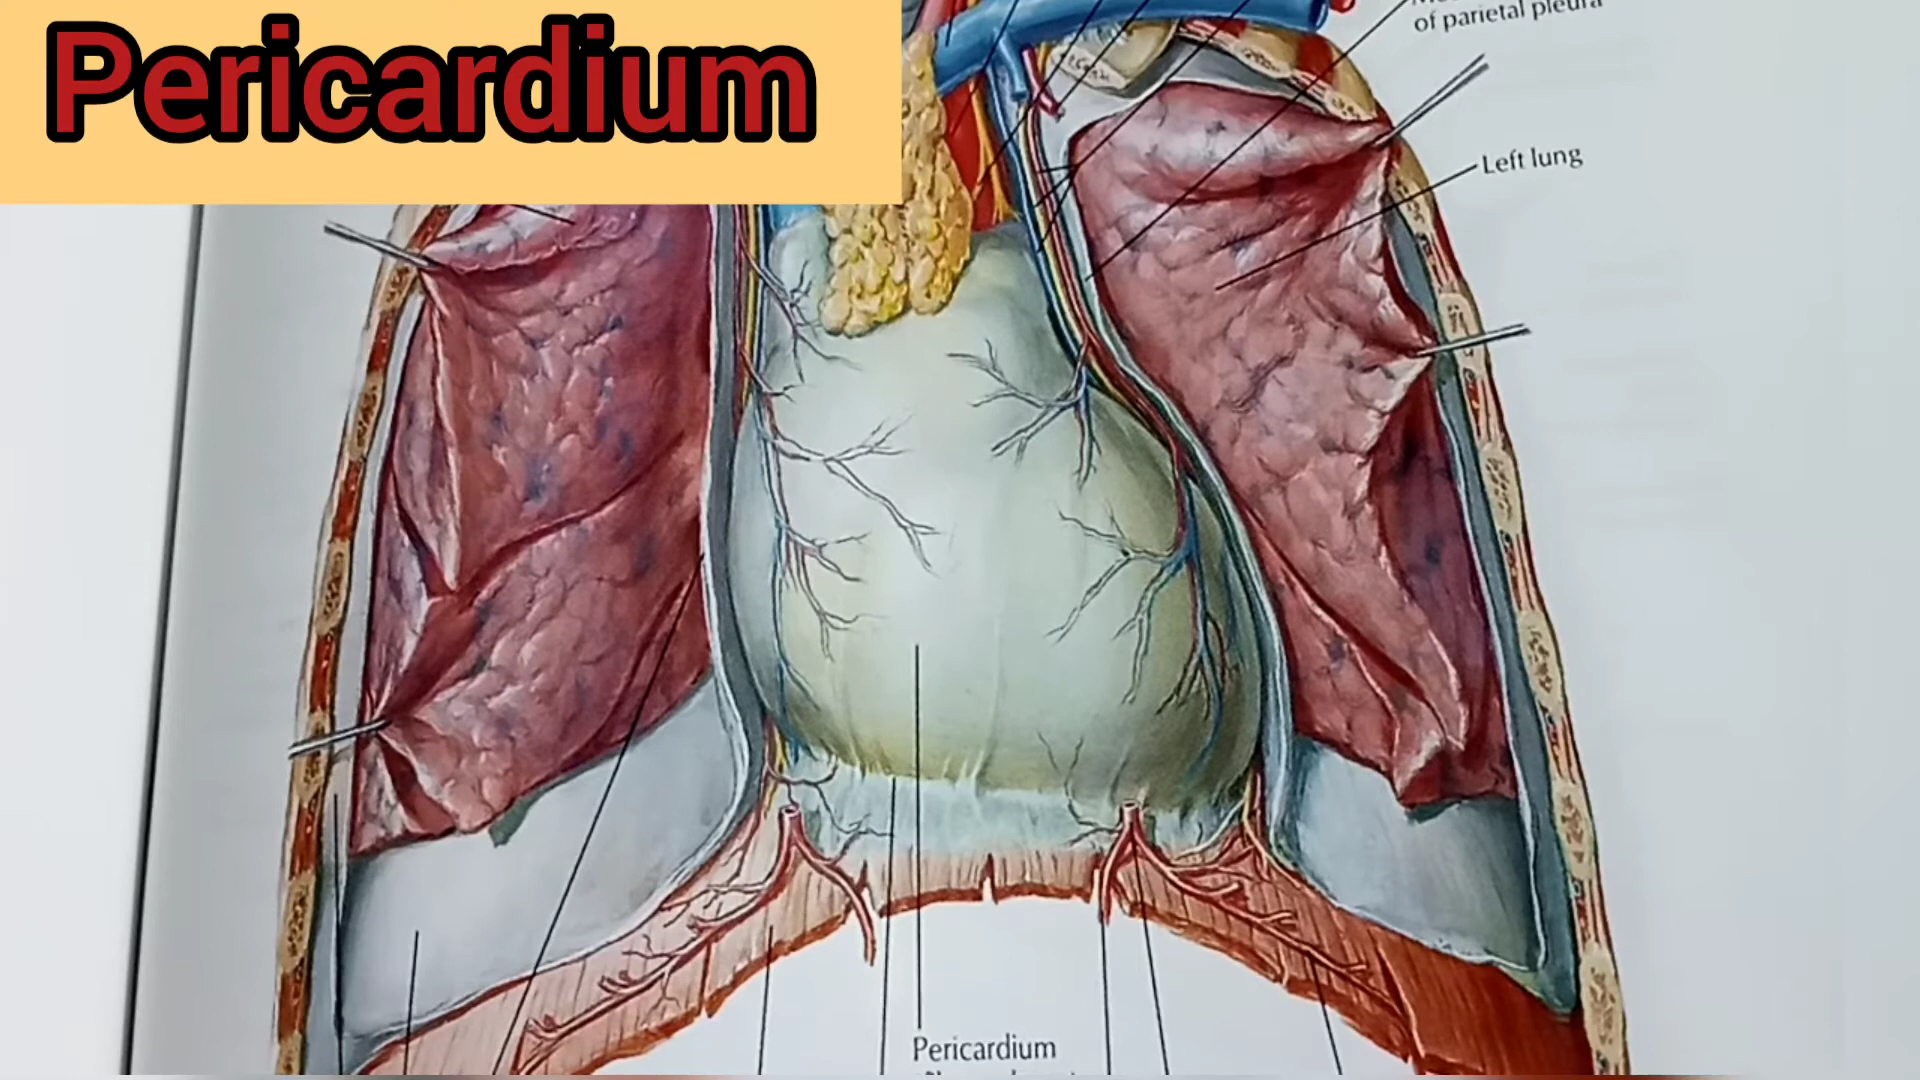 Pericardium
of parietal pleura
Left lung
Pericardium